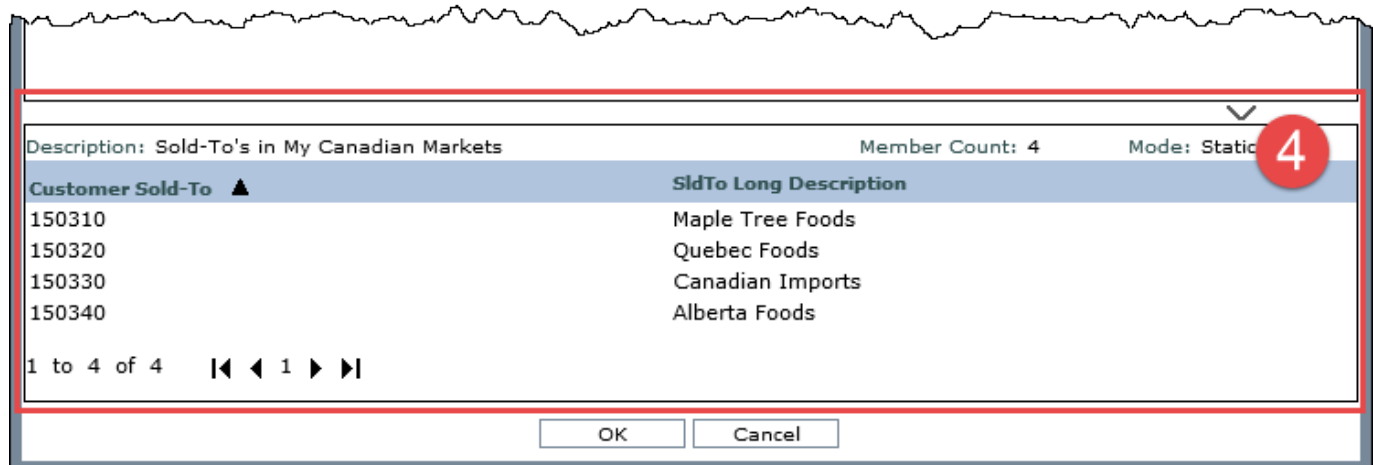 Description: Sold-To's in My Canadian Markets Member Count: 4 Mode: Static
4
Customer Sold-To ▲ SldTo Long Description
150310 Maple Tree Foods
150320 Quebec Foods
150330 Canadian Imports
150340 Alberta Foods
1 to 4 of 4 1
OK Cancel